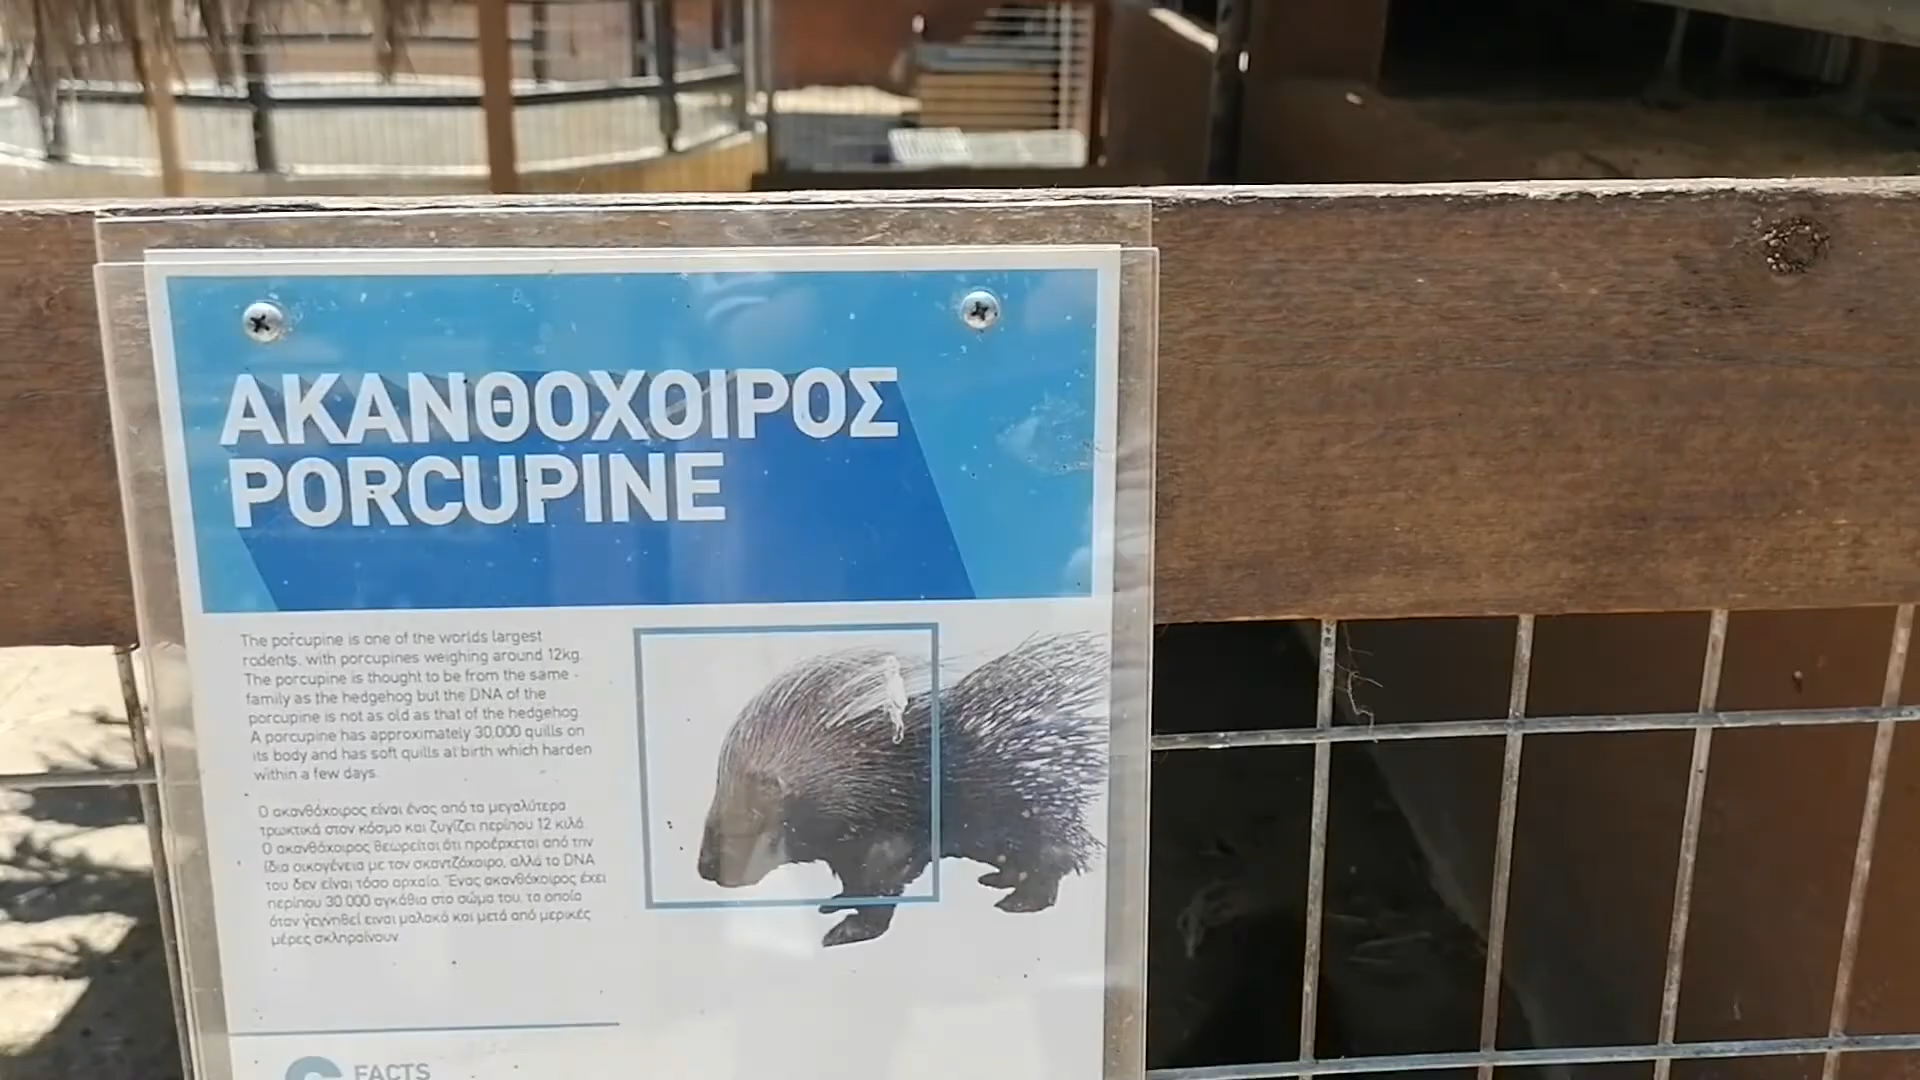 ΑΚΑΝΘΟΧΟΙΡΟΣ
PORCUPINE
The porcupine is one of the worlds largest
rodents, with porcupines weighing around 12kg.
The porcupine is thought to be from the same
family as the hedgehog but the DNA of the
porcupine is not as old as that of the hedgehog.
A porcupine has approximately 30.000 quills on
its body and has soft quills at birth which harden
within a few days.
Ο ακανθόχοιρος είναι ένας από τα μεγαλύτερα
τρωκτικά στον κόσμο και ζυγίζει περίπου 12 κιλά.
Ο ακανθόχοιρος θεωρείται ότι προέρχεται από την
ίδια οικογένεια με τον σκαντζόχοιρο, αλλά το DNA
του δεν είναι τόσο αρχαίο. Ένας ακανθόχοιρος έχει
περίπου 30.000 αγκάθια στο σώμα του, τα οποία
όταν γεννηθεί ειναι μαλακά και μετά από μερικές
μέρες σκληραίνουν.
FACTS